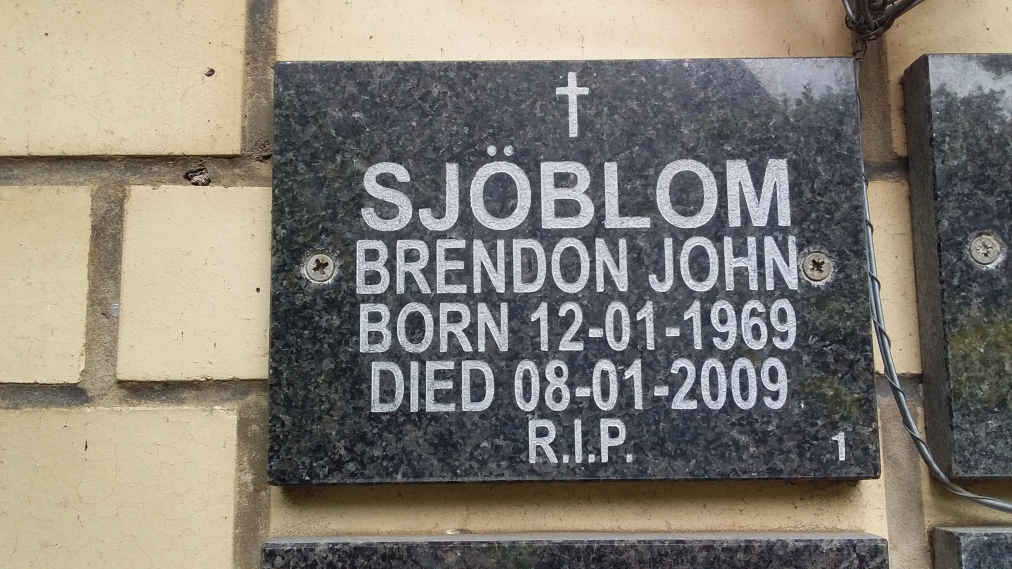 SJÖBLOM
BRENDON JOHN
BORN 12-01-1969
DIED 08-01-2009
R.I.P.
1